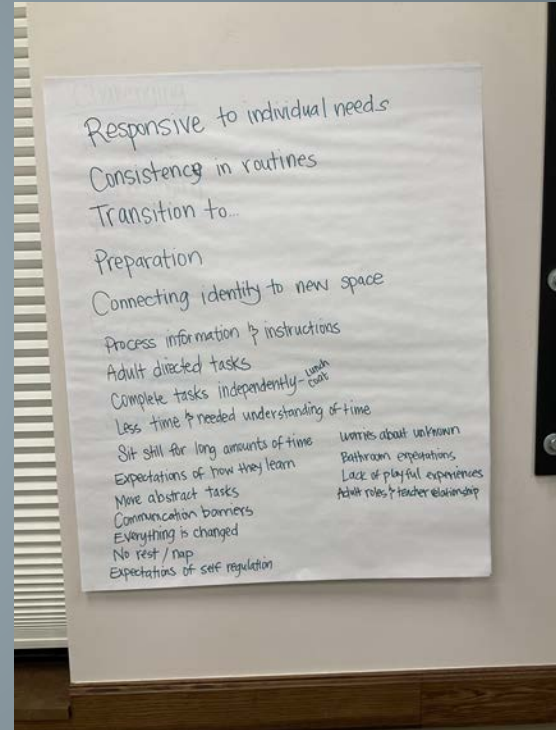 Responsive to individual needs
Consistency in routines
Transition to...
Preparation
Connecting identity to new space
Process information & instructions
Adult directed tasks
Complete tasks independently - lunch
coat
Less time & needed understanding of time
Sit still for long amounts of time
Expectations of how they learn
More abstract tasks
Communication barriers
Everything is changed
No rest / nap
Expectations of self regulation
worries about unknown
Bathroom expectations
Lack of playful experiences
Adult roles & teacher relationship